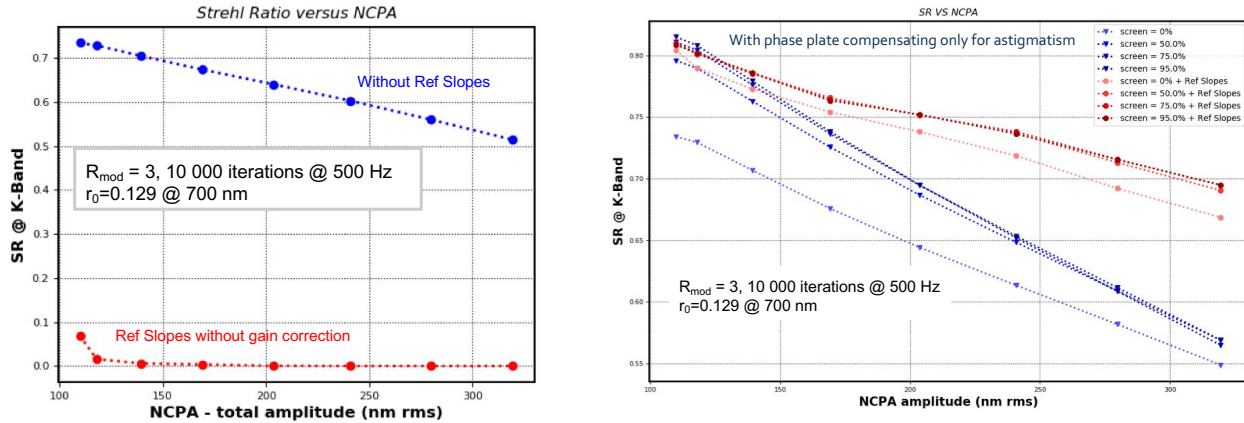 Strehl Ratio versus NCPA
SR @ K-Band
0.7
0.6
0.5
0.4
0.3
0.2
0.1
0.0
Without Ref Slopes
R_mod = 3, 10 000 iterations @ 500 Hz
r₀=0.129 @ 700 nm
Ref Slopes without gain correction
100
150
200
250
300
NCPA - total amplitude (nm rms)
SR VS NCPA
SR @ K-Band
0.80
0.75
0.70
0.65
0.60
0.55
With phase plate compensating only for astigmatism
screen = 0%
screen = 50.0%
screen = 75.0%
screen = 95.0%
screen = 0% + Ref Slopes
screen = 50.0% + Ref Slopes
screen = 75.0% + Ref Slopes
screen = 95.0% + Ref Slopes
R_mod = 3, 10 000 iterations @ 500 Hz
r₀=0.129 @ 700 nm
100
150
200
250
300
NCPA amplitude (nm rms)